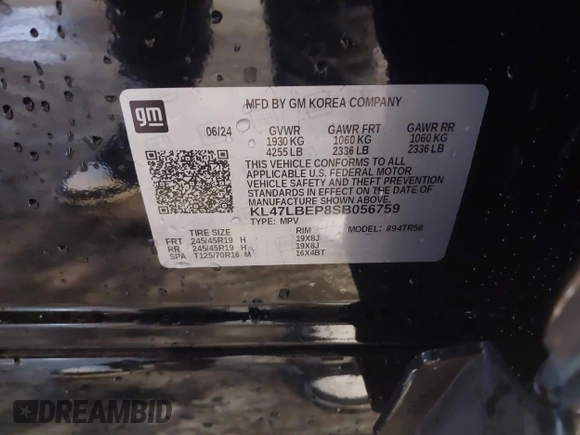 gm
MFD BY GM KOREA COMPANY
06/24 GVWR GAWR FRT GAWR RR
1930 KG 1060 KG 1060 KG
4255 LB 2336 LB 2336 LB
THIS VEHICLE CONFORMS TO ALL
APPLICABLE U.S. FEDERAL MOTOR
VEHICLE SAFETY AND THEFT PREVENTION
STANDARDS IN EFFECT ON THE DATE OF
MANUFACTURE SHOWN ABOVE.
KL47LBEP8SB056759
TYPE: MPV MODEL: 894TR58
TIRE SIZE RIM
FRT 245/45R19 H 19X8J
RR 245/45R19 H 19X8J
SPA T125/70R16 M 16X4BT
DREAMBID